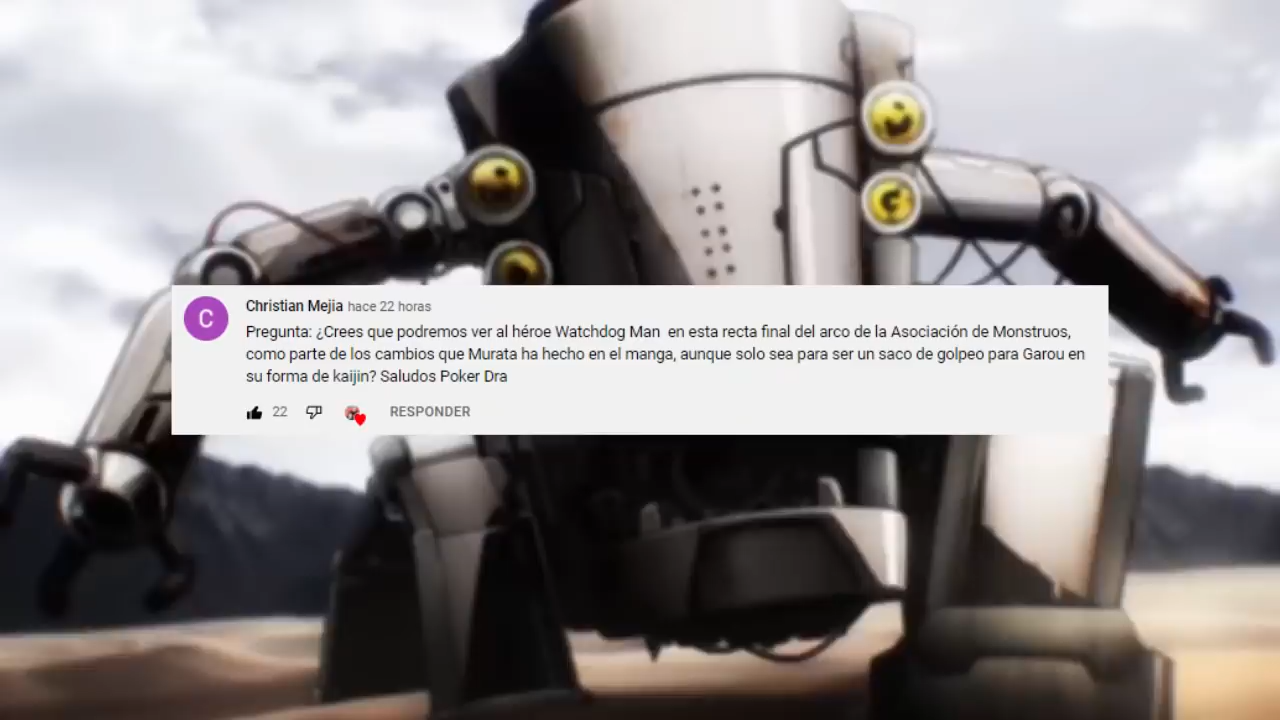 C
Christian Mejia hace 22 horas
Pregunta: ¿Crees que podremos ver al héroe Watchdog Man en esta recta final del arco de la Asociación de Monstruos,
como parte de los cambios que Murata ha hecho en el manga, aunque solo sea para ser un saco de golpeo para Garou en
su forma de kaijin? Saludos Poker Dra
22 RESPONDER